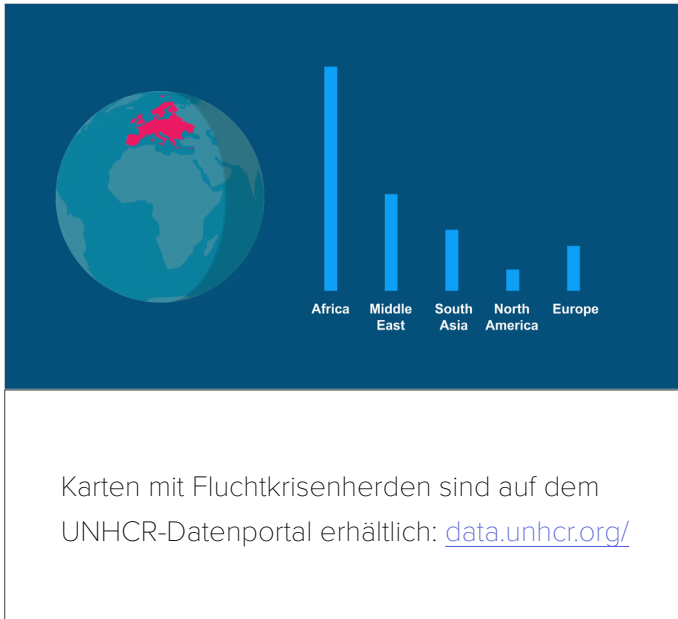 Africa Middle South North Europe
East Asia America
Karten mit Fluchtkrisenherden sind auf dem
UNHCR-Datenportal erhältlich: data.unhcr.org/